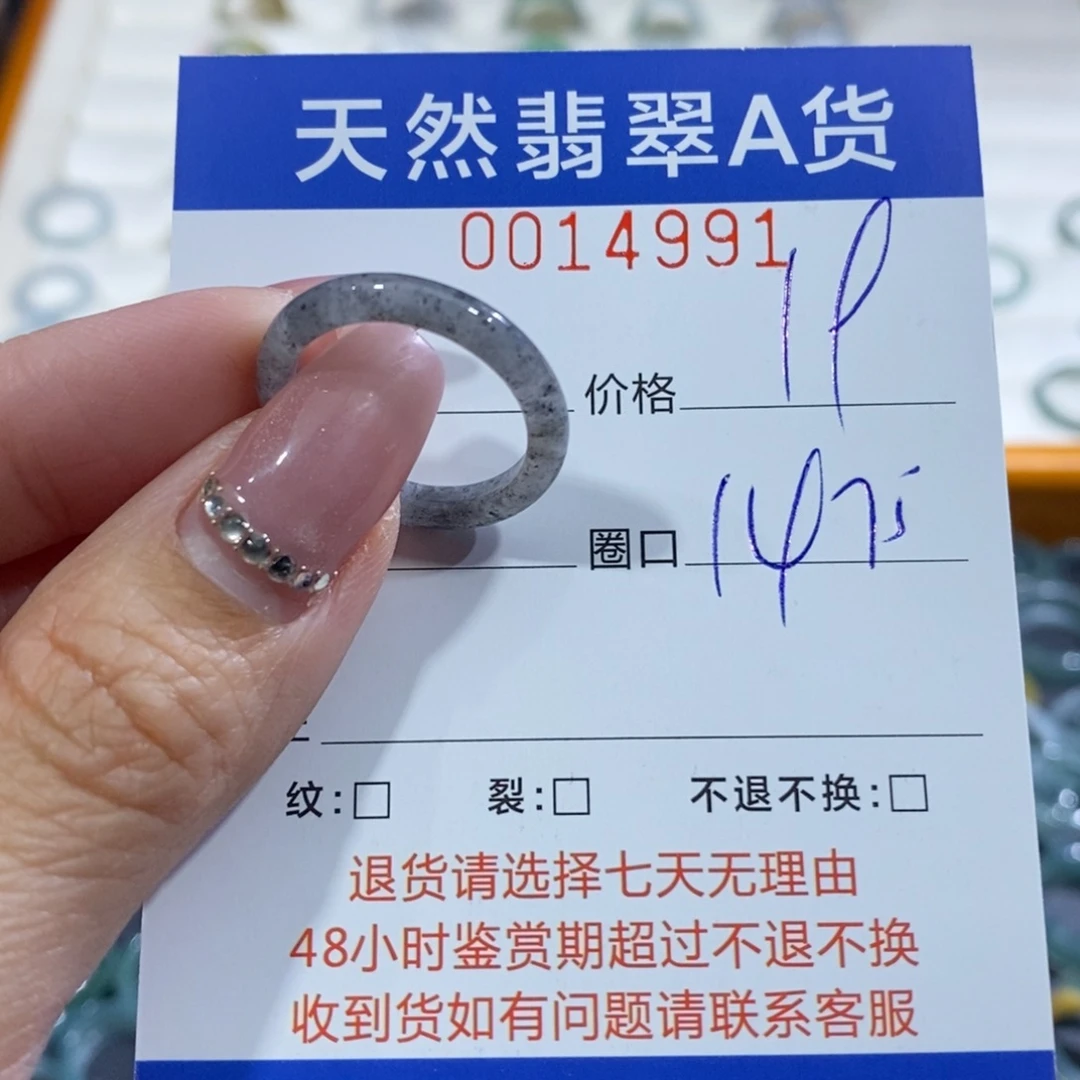 天然翡翠A货
0014991
价格
圈口 14
纹:□ 裂:□ 不退不换:□
退货请选择七天无理由
48小时鉴赏期超过不退不换
收到货如有问题请联系客服